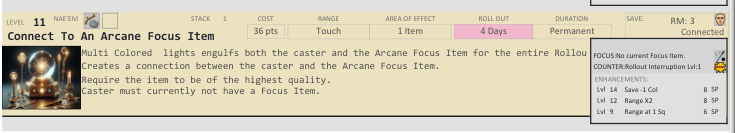 LEVEL 11 NAE'EM STACK 1 COST RANGE AREA OF EFFECT ROLL OUT DURATION SAVE: RM: 3
Connect To An Arcane Focus Item 36 pts Touch 1 Item 4 Days Permanent Connected
Multi Colored lights engulfs both the caster and the Arcane Focus Item for the entire Rollou
Creates a connection between the caster and the Arcane Focus Item.
Require the item to be of the highest quality.
Caster must currently not have a Focus Item.
FOCUS:No current Focus Item.
COUNTER:Rollout Interruption Lvl:1
ENHANCEMENTS:
Lvl 14 Save -1 Col 8 SP
Lvl 12 Range X2 8 SP
Lvl 9 Range at 1 Sq 6 SP